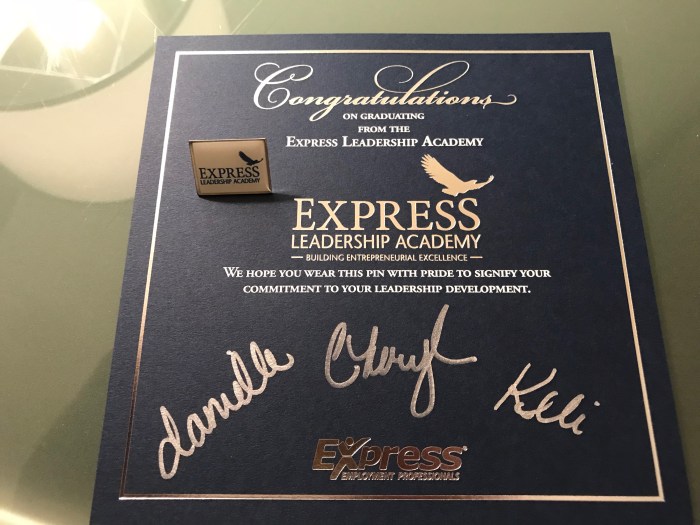 Congratulations
ON GRADUATING
FROM THE
EXPRESS LEADERSHIP ACADEMY
EXPRESS
LEADERSHIP ACADEMY
EXPRESS
LEADERSHIP ACADEMY
— BUILDING ENTREPRENEURIAL EXCELLENCE —
WE HOPE YOU WEAR THIS PIN WITH PRIDE TO SIGNIFY YOUR
COMMITMENT TO YOUR LEADERSHIP DEVELOPMENT.
Danielle Cheryl Keli
Express®
EMPLOYMENT PROFESSIONALS